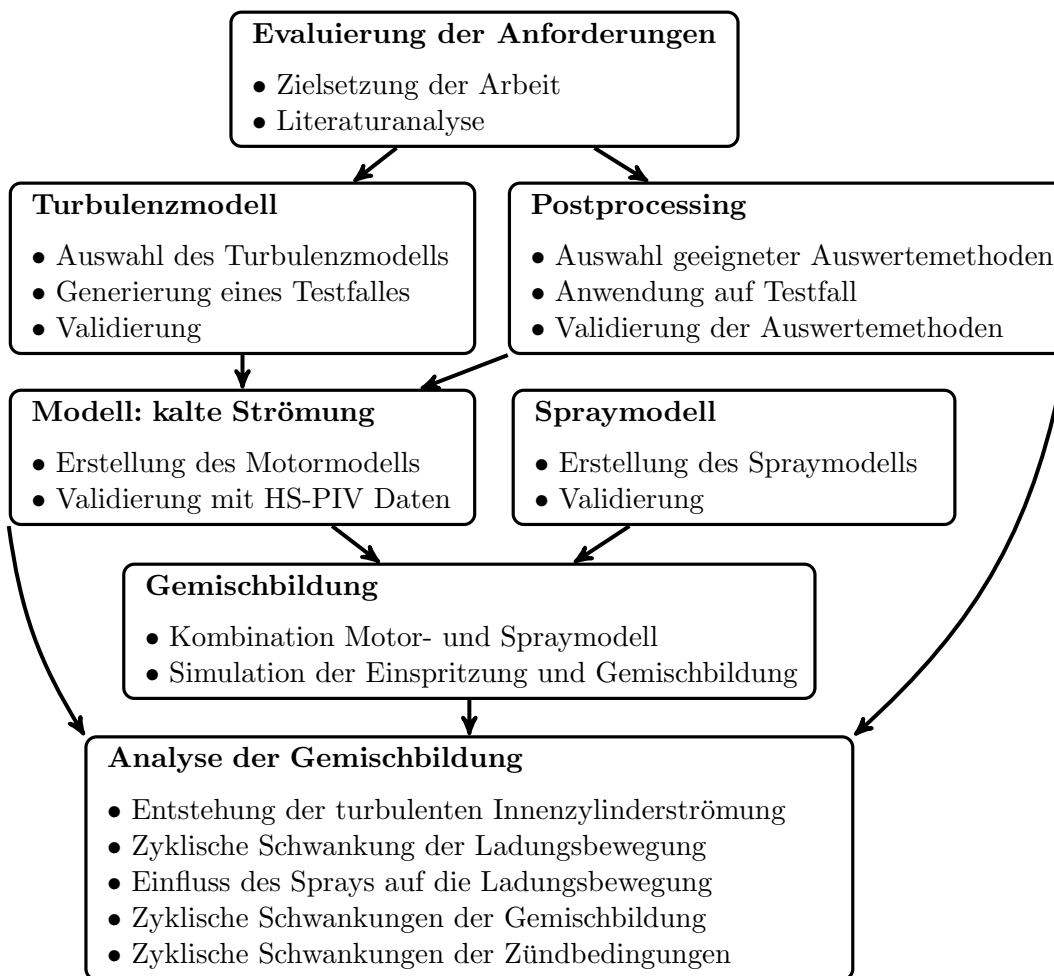 Evaluierung der Anforderungen
• Zielsetzung der Arbeit
• Literaturanalyse
Turbulenzmodell
• Auswahl des Turbulenzmodells
• Generierung eines Testfalles
• Validierung
Postprocessing
• Auswahl geeigneter Auswertemethoden
• Anwendung auf Testfall
• Validierung der Auswertemethoden
Modell: kalte Strömung
• Erstellung des Motormodells
• Validierung mit HS-PIV Daten
Spraymodell
• Erstellung des Spraymodells
• Validierung
Gemischbildung
• Kombination Motor- und Spraymodell
• Simulation der Einspritzung und Gemischbildung
Analyse der Gemischbildung
• Entstehung der turbulenten Innenzylinderströmung
• Zyklische Schwankung der Ladungsbewegung
• Einfluss des Sprays auf die Ladungsbewegung
• Zyklische Schwankungen der Gemischbildung
• Zyklische Schwankungen der Zündbedingungen